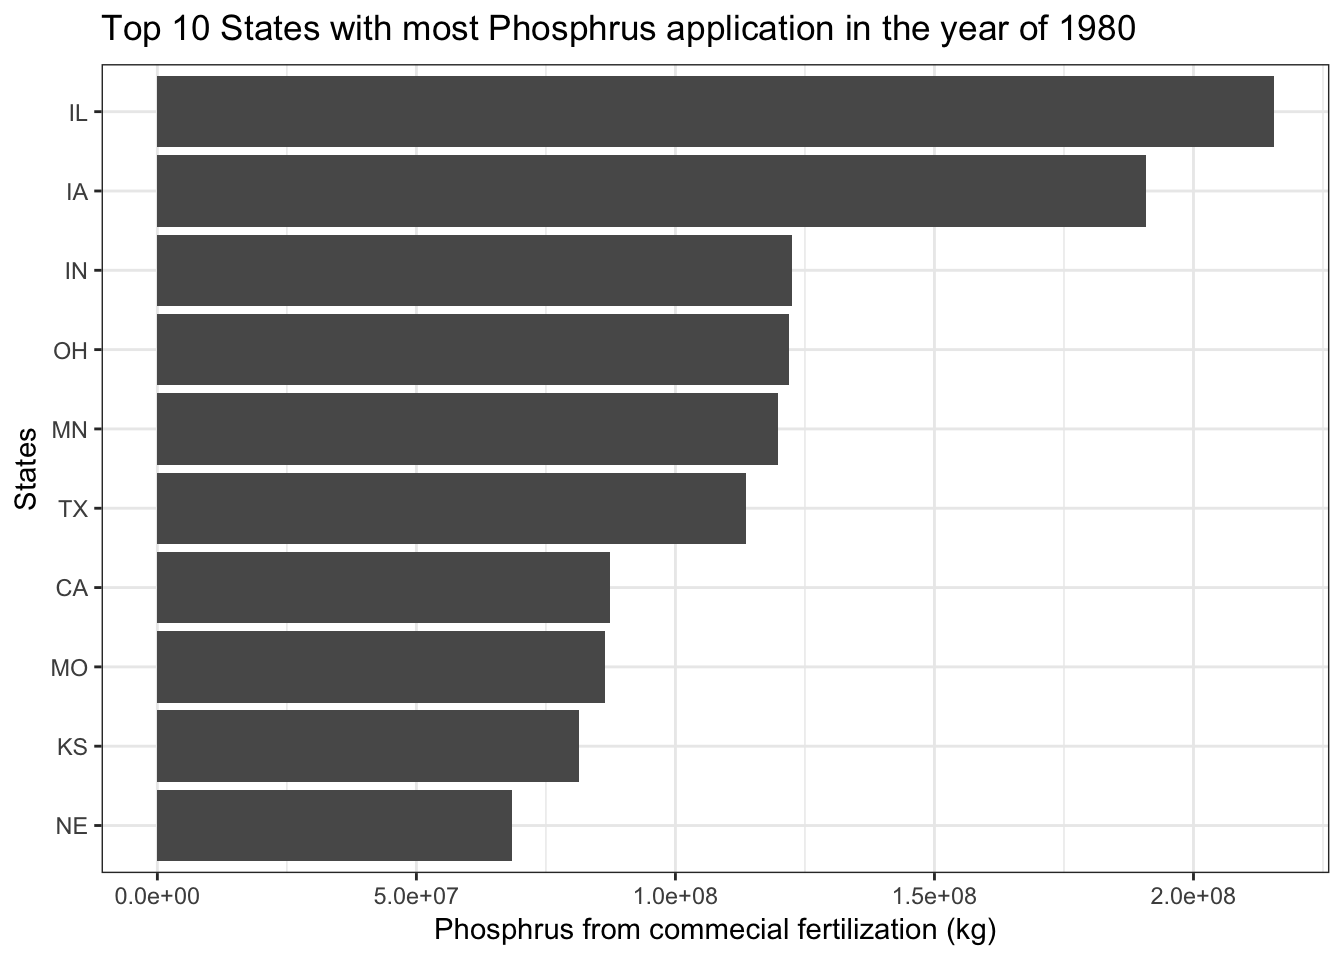 Top 10 States with most Phosphrus application in the year of 1980
IL
IA
IN
OH
MN
TX
CA
MO
KS
NE
States
0.0e+00 5.0e+07 1.0e+08 1.5e+08 2.0e+08
Phosphrus from commecial fertilization (kg)